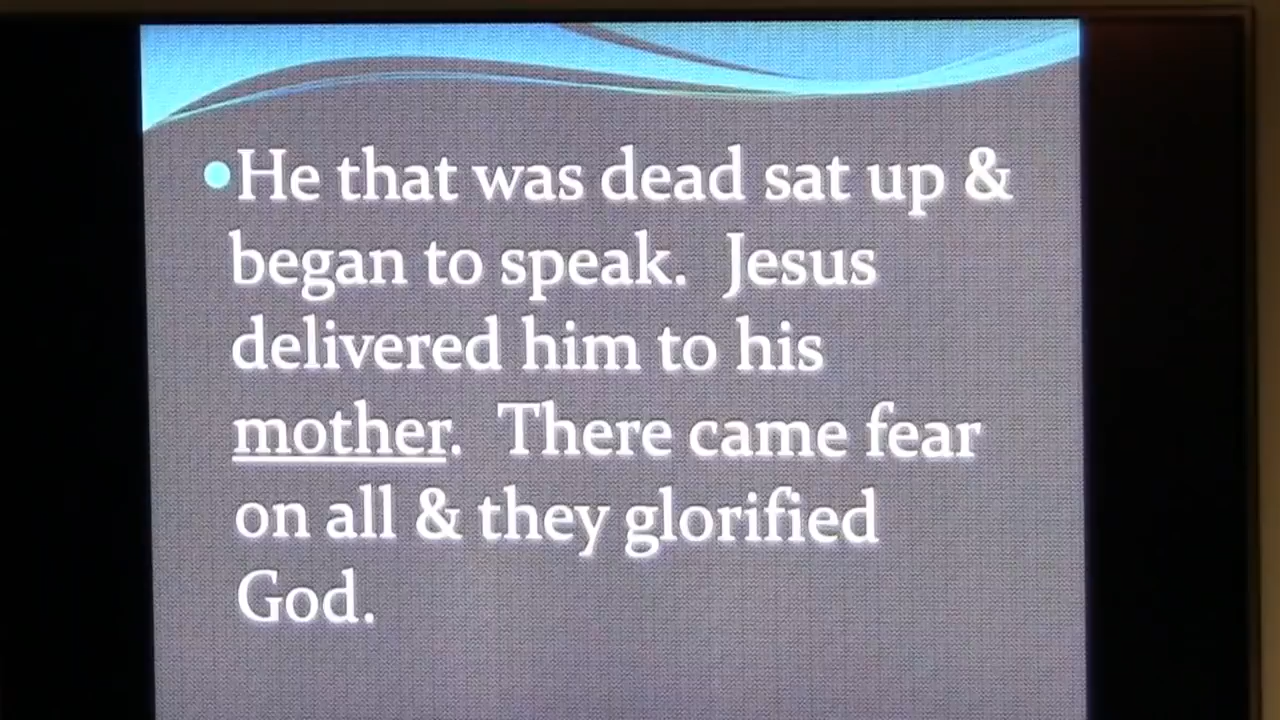 •He that was dead sat up &
began to speak.  Jesus
delivered him to his
mother.  There came fear
on all & they glorified
God.